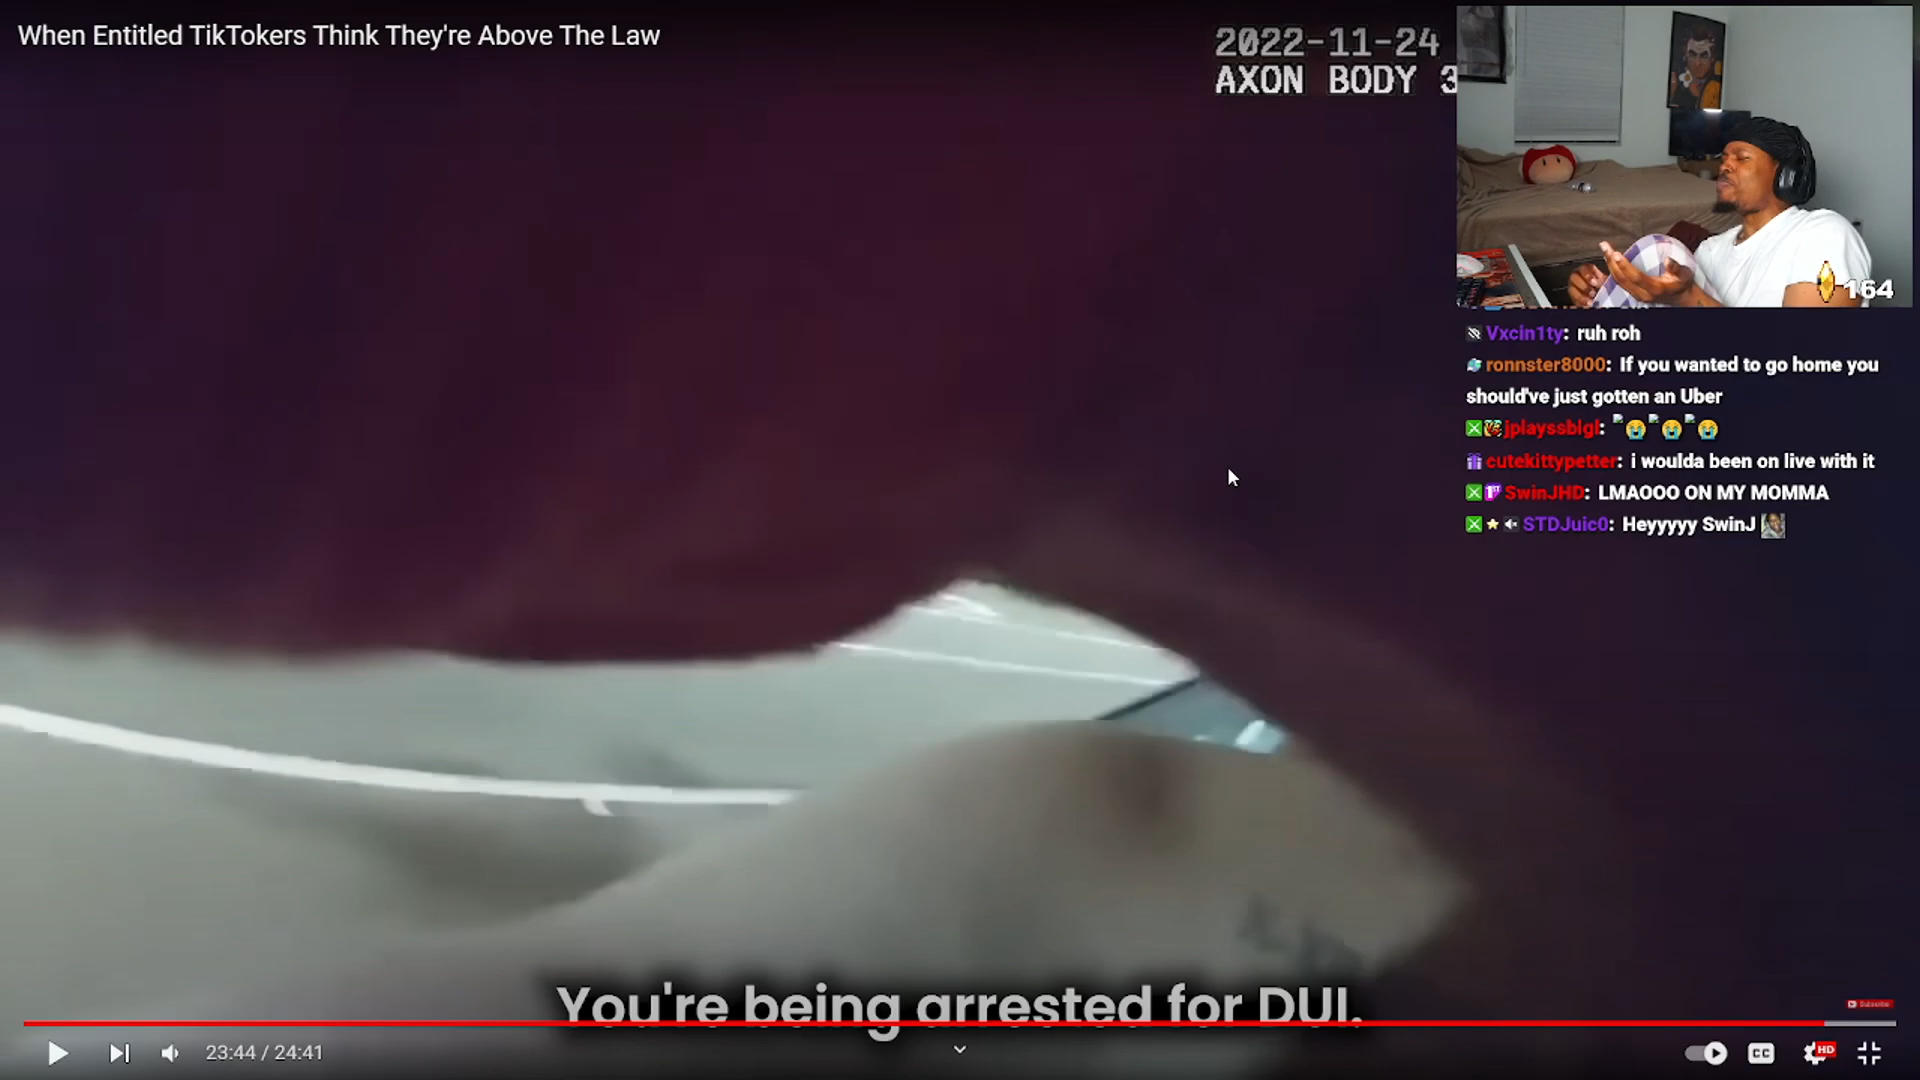 When Entitled TikTokers Think They're Above The Law
2022-11-24
AXON BODY 3
164
Vxcin1ty: ruh roh
ronnster8000: If you wanted to go home you
should've just gotten an Uber
jplayssblgl:
cutekittypetter: i woulda been on live with it
SwinJHD: LMAOOO ON MY MOMMA
STDJuic0: Heyyyyy SwinJ
You're being arrested for DUI.
Subscribe
23:44 / 24:41
CC
HD